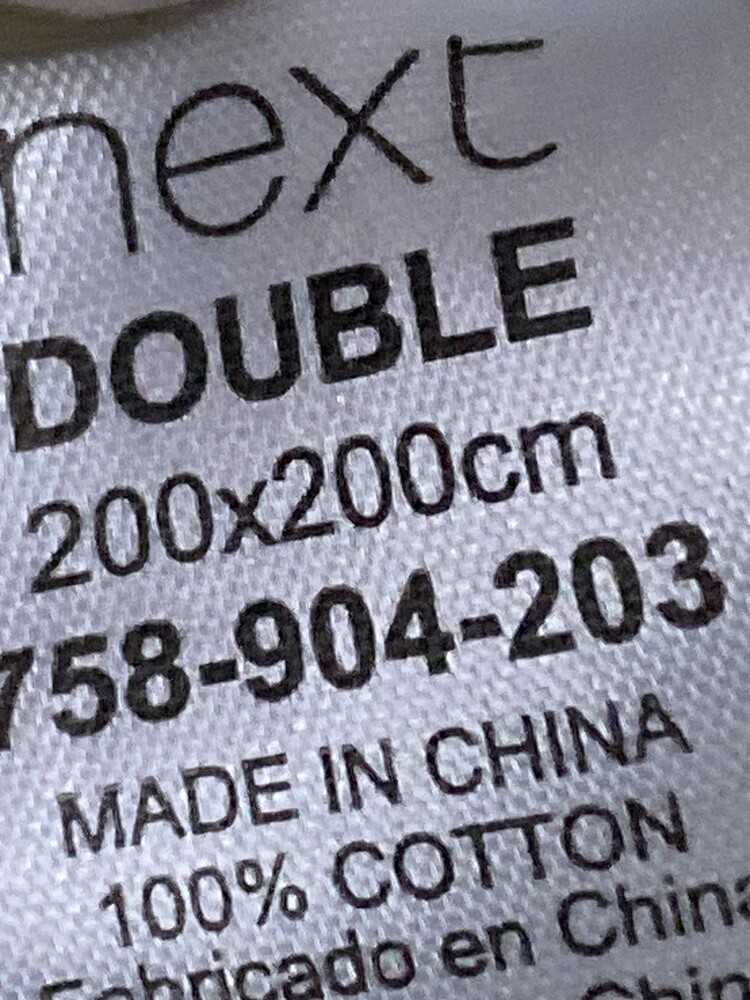 next
DOUBLE
200x200cm
758-904-203
MADE IN CHINA
100% COTTON
Fabricado en China